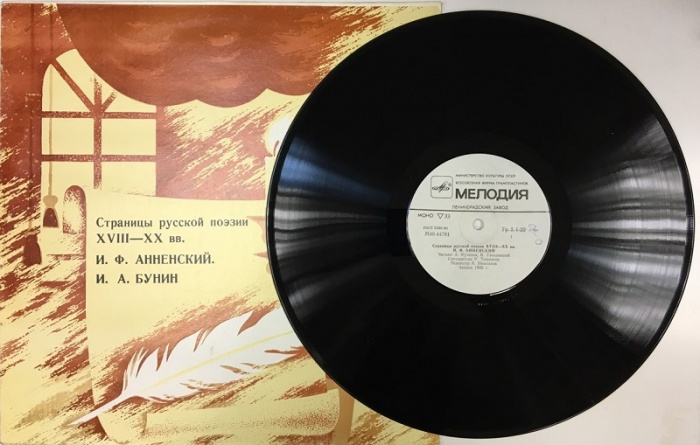 Страницы русской поэзии
XVIII—XX вв.
И. Ф. АННЕНСКИЙ.
И. А. БУНИН
МИНИСТЕРСТВО КУЛЬТУРЫ СССР
ВСЕСОЮЗНАЯ ФИРМА ГРАМПЛАСТИНОК
МЕЛОДИЯ
ЛЕНИНГРАДСКИЙ ЗАВОД
МОНО 33
ГОСТ
Страницы русской поэзии XVIII—XX вв.
И. Ф. АННЕНСКИЙ